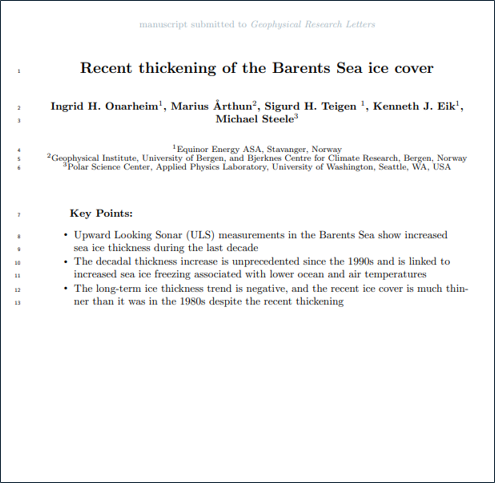 manuscript submitted to Geophysical Research Letters
1 Recent thickening of the Barents Sea ice cover
2 Ingrid H. Onarheim¹, Marius Årthun², Sigurd H. Teigen ¹, Kenneth J. Eik¹,
3 Michael Steele³
4 ¹Equinor Energy ASA, Stavanger, Norway
5 ²Geophysical Institute, University of Bergen, and Bjerknes Centre for Climate Research, Bergen, Norway
6 ³Polar Science Center, Applied Physics Laboratory, University of Washington, Seattle, WA, USA
7 Key Points:
8 • Upward Looking Sonar (ULS) measurements in the Barents Sea show increased
9 sea ice thickness during the last decade
10 • The decadal thickness increase is unprecedented since the 1990s and is linked to
11 increased sea ice freezing associated with lower ocean and air temperatures
12 • The long-term ice thickness trend is negative, and the recent ice cover is much thin-
13 ner than it was in the 1980s despite the recent thickening